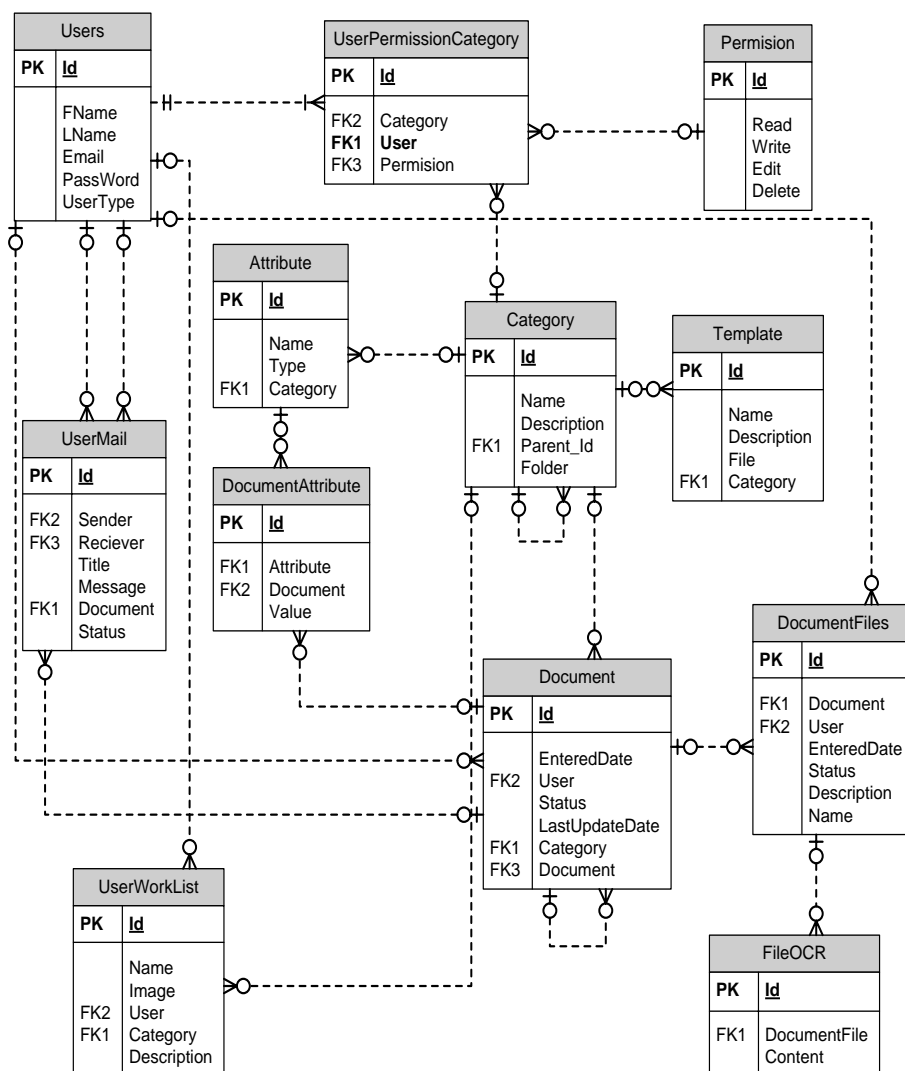 Users
PK Id
FName
LName
Email
PassWord
UserType
UserPermissionCategory
PK Id
FK2 Category
FK1 User
FK3 Permision
Permision
PK Id
Read
Write
Edit
Delete
Attribute
PK Id
Name
Type
FK1 Category
Category
PK Id
Name
Description
FK1 Parent_Id
Folder
Template
PK Id
Name
Description
File
FK1 Category
UserMail
PK Id
FK2 Sender
FK3 Reciever
Title
Message
FK1 Document
Status
DocumentAttribute
PK Id
FK1 Attribute
FK2 Document
Value
Document
PK Id
EnteredDate
FK2 User
Status
LastUpdateDate
FK1 Category
FK3 Document
DocumentFiles
PK Id
FK1 Document
FK2 User
EnteredDate
Status
Description
Name
UserWorkList
PK Id
Name
Image
FK2 User
FK1 Category
Description
FileOCR
PK Id
FK1 DocumentFile
Content